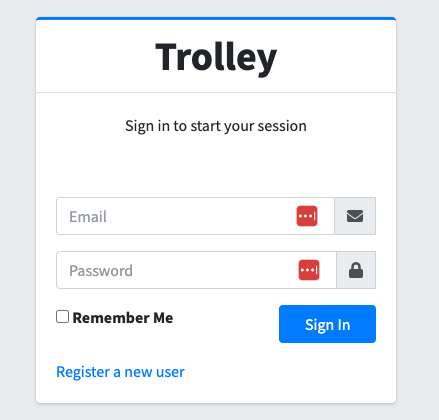 Trolley
Sign in to start your session
Email
Password
Remember Me
Sign In
Register a new user